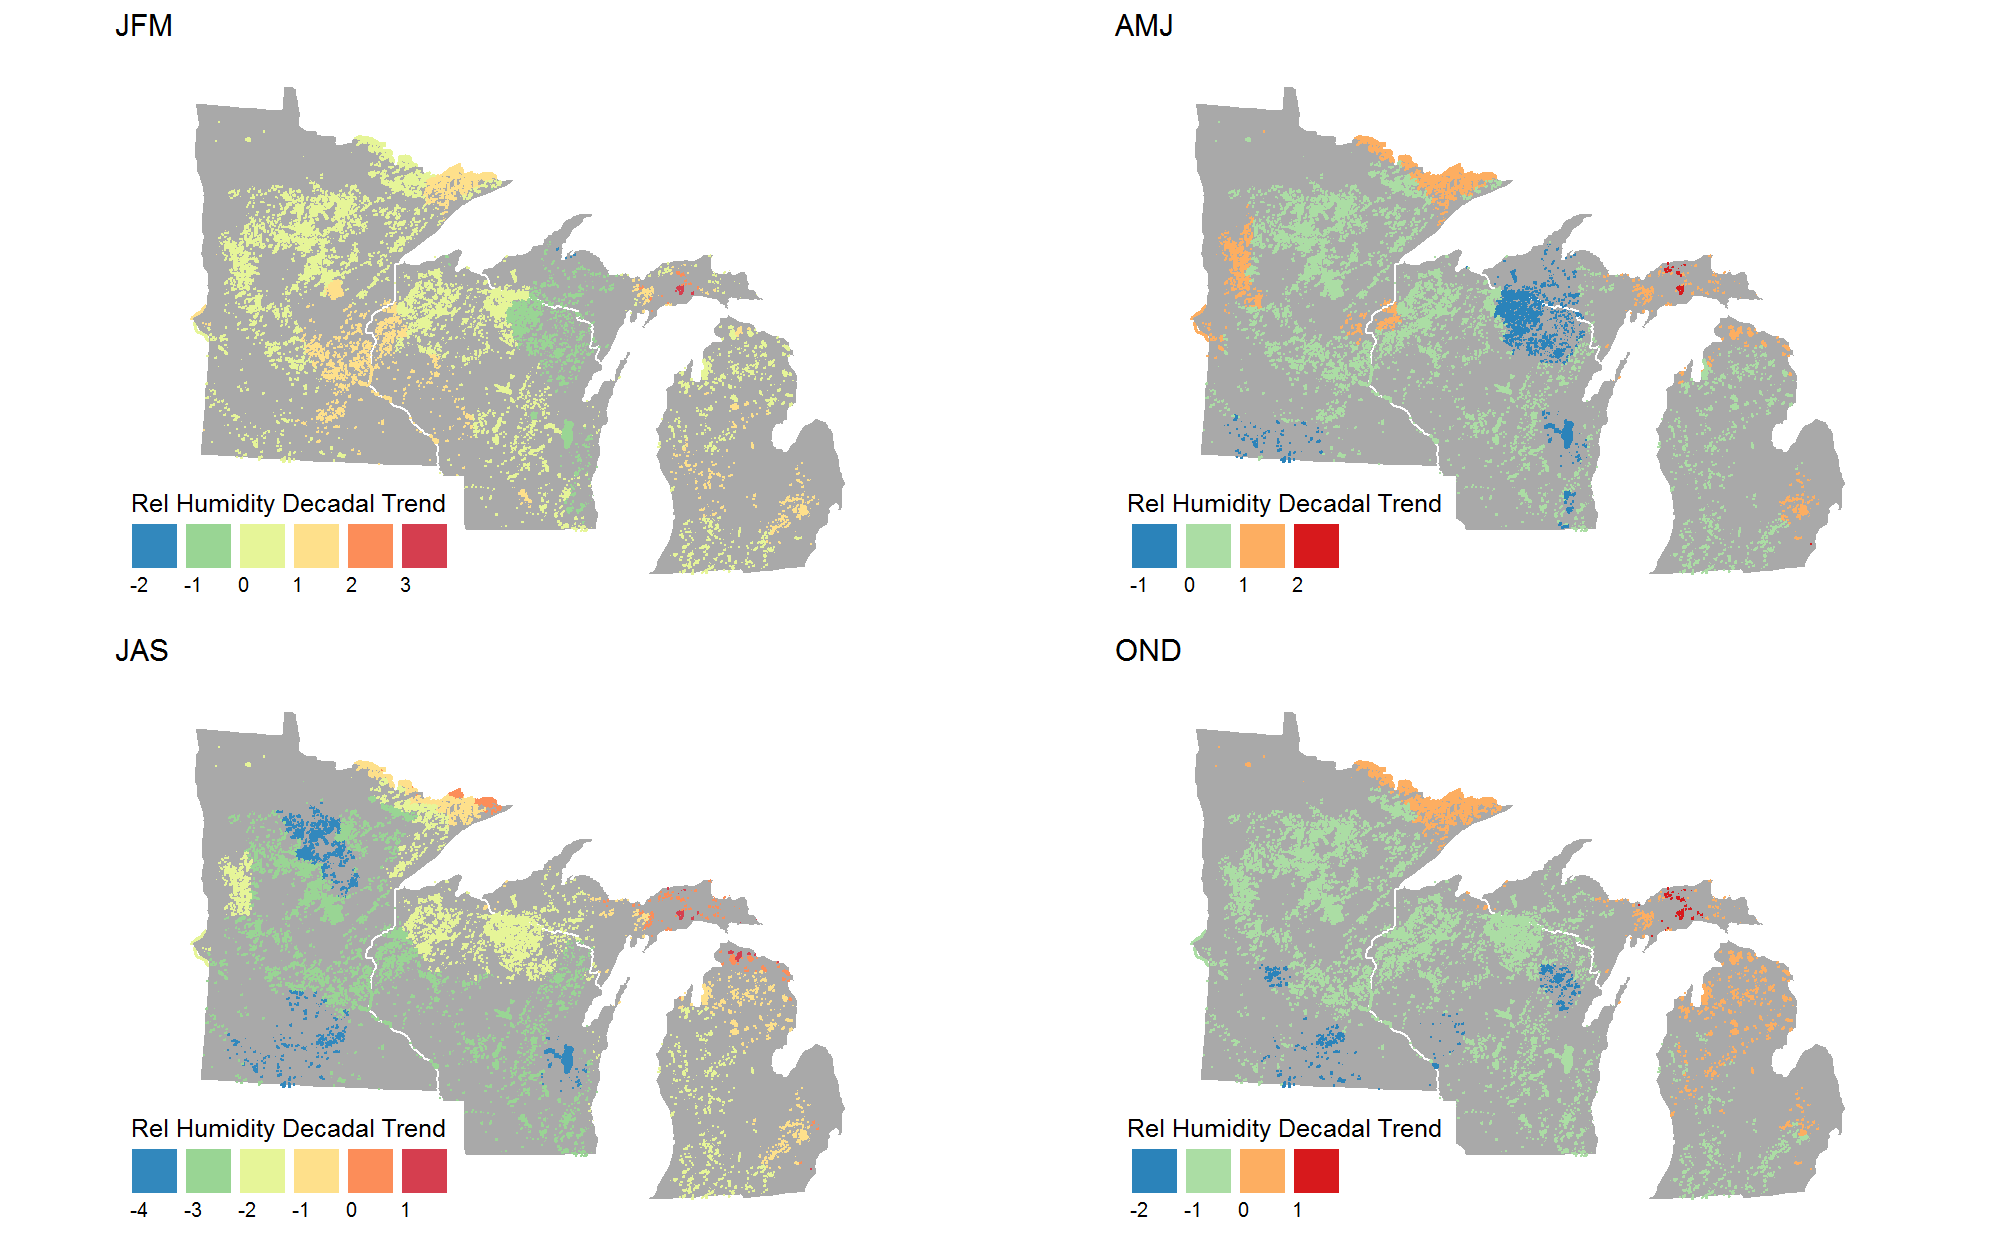 JFM
AMJ
Rel Humidity Decadal Trend
-2 -1 0 1 2 3
Rel Humidity Decadal Trend
-1 0 1 2
JAS
OND
Rel Humidity Decadal Trend
-4 -3 -2 -1 0 1
Rel Humidity Decadal Trend
-2 -1 0 1